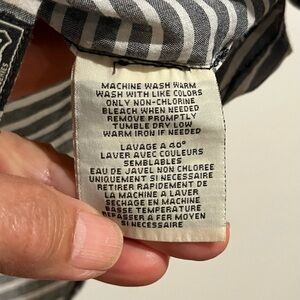 MACHINE WASH WARM
WASH WITH LIKE COLORS
ONLY NON-CHLORINE
BLEACH WHEN NEEDED
REMOVE PROMPTLY
TUMBLE DRY LOW
WARM IRON IF NEEDED
LAVAGE A 40°
LAVER AVEC COULEURS
SEMBLABLES
EAU DE JAVEL NON CHLOREE
UNIQUEMENT SI NECESSAIRE
RETIRER RAPIDEMENT DE
LA MACHINE A LAVER
SECHAGE EN MACHINE
BASSE TEMPERATURE
REPASSER A FER MOYEN
SI NECESSAIRE